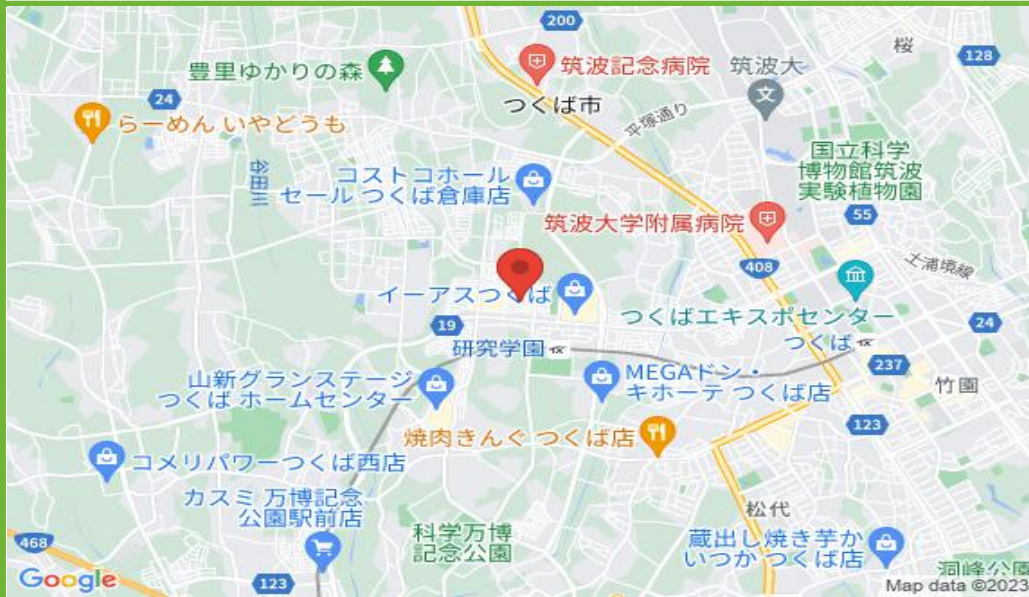 200
桜
128
豊里ゆかりの森
筑波記念病院
筑波大
24
つくば市
らーめん いやどうも
平塚通り
谷田川
国立科学
博物館筑波
実験植物園
コストコホール
セール つくば倉庫店
55
筑波大学附属病院
土浦境線
408
イーアスつくば
つくばエキスポセンター
19
24
研究学園
つくば
237
山新グランステージ
つくば ホームセンター
MEGAドン・
キホーテ つくば店
竹園
123
焼肉きんぐ つくば店
コメリパワーつくば西店
カスミ 万博記念
公園駅前店
松代
科学万博
記念公園
蔵出し焼き芋か
いつか つくば店
468
洞峰公園
Google
123
Map data ©2023